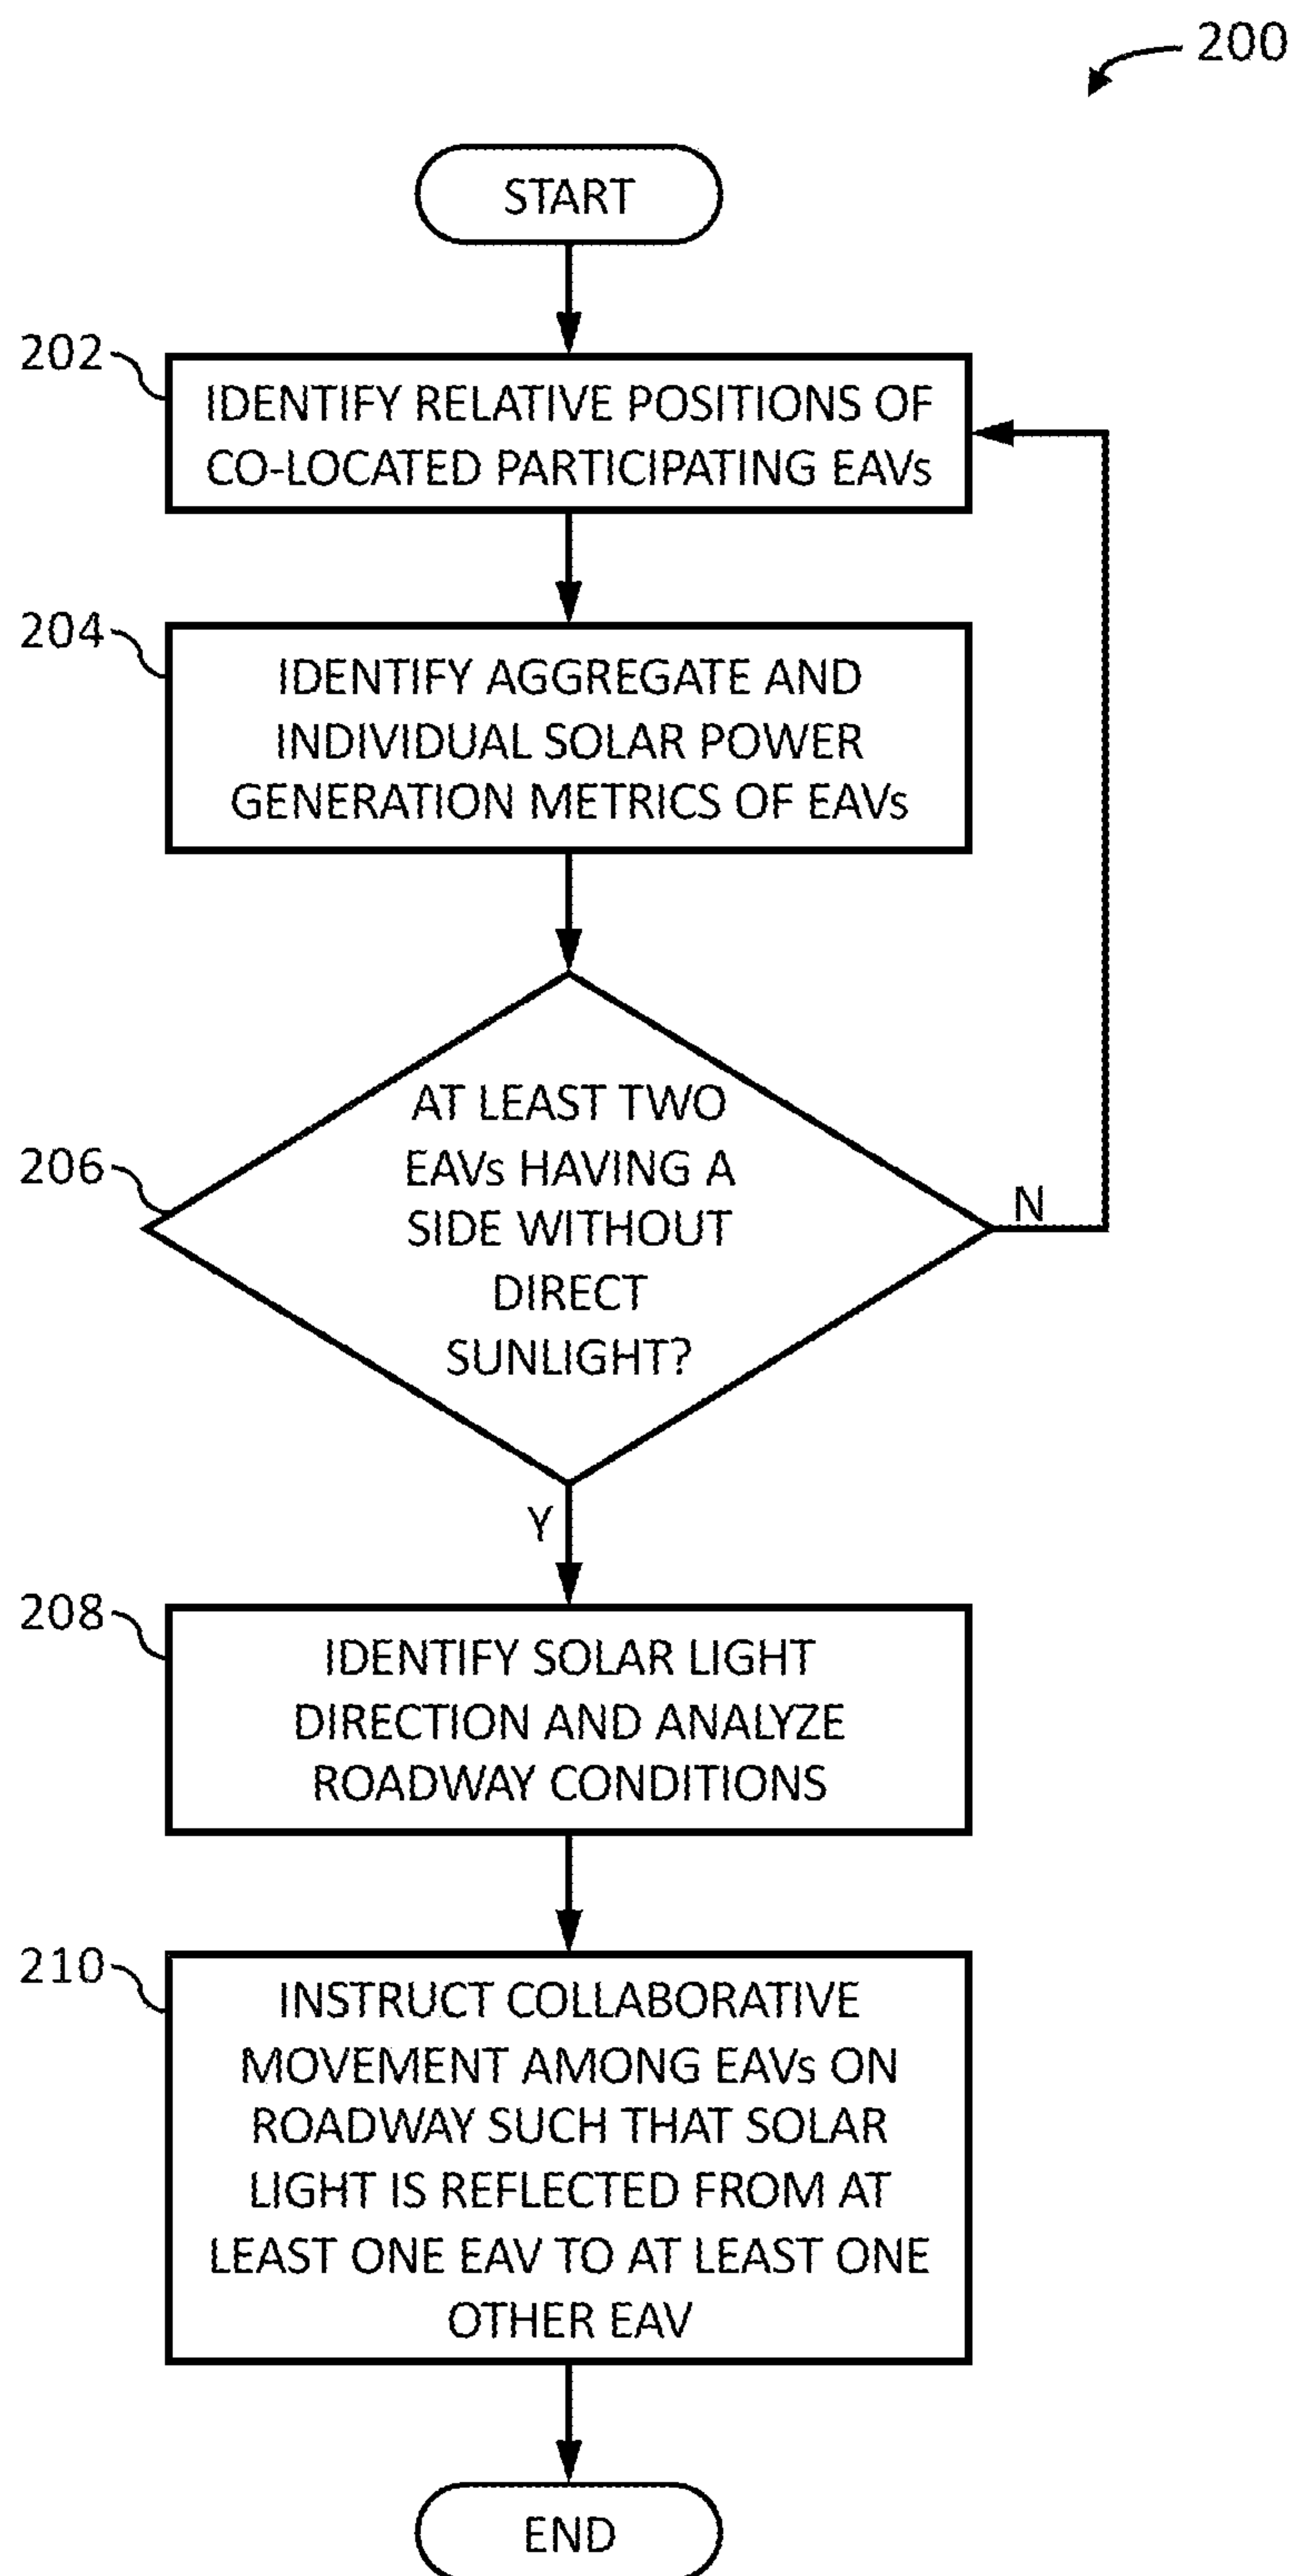 200
START
202
IDENTIFY RELATIVE POSITIONS OF
CO-LOCATED PARTICIPATING EAVs
204
IDENTIFY AGGREGATE AND
INDIVIDUAL SOLAR POWER
GENERATION METRICS OF EAVs
206
AT LEAST TWO
EAVs HAVING A
SIDE WITHOUT
DIRECT
SUNLIGHT?
N
Y
208
IDENTIFY SOLAR LIGHT
DIRECTION AND ANALYZE
ROADWAY CONDITIONS
210
INSTRUCT COLLABORATIVE
MOVEMENT AMONG EAVs ON
ROADWAY SUCH THAT SOLAR
LIGHT IS REFLECTED FROM AT
LEAST ONE EAV TO AT LEAST ONE
OTHER EAV
END